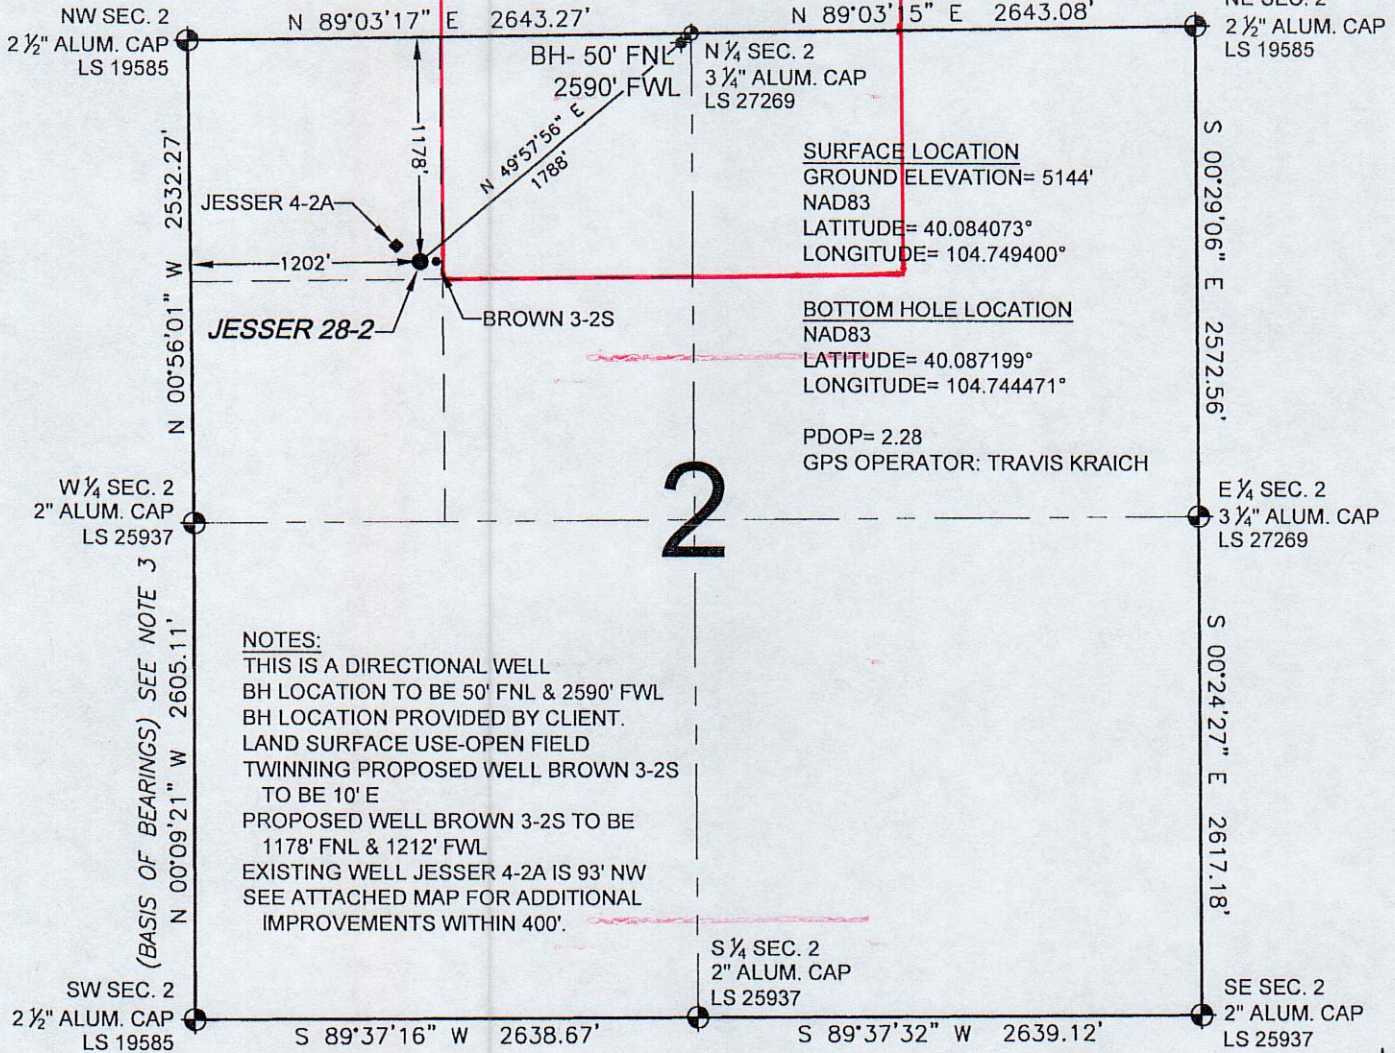 NW SEC. 2
2 ½" ALUM. CAP
LS 19585
N 89°03'17" E 2643.27'
N 89°03'15" E 2643.08'
NE SEC. 2
2 ½" ALUM. CAP
LS 19585
BH- 50' FNL
2590' FWL
N ¼ SEC. 2
3 ¼" ALUM. CAP
LS 27269
1178'
N 49°57'56" E
1788'
JESSER 4-2A
1202'
JESSER 28-2
BROWN 3-2S
N 00°56'01" W 2532.27'
SURFACE LOCATION
GROUND ELEVATION= 5144'
NAD83
LATITUDE= 40.084073°
LONGITUDE= 104.749400°
BOTTOM HOLE LOCATION
NAD83
LATITUDE= 40.087199°
LONGITUDE= 104.744471°
PDOP= 2.28
GPS OPERATOR: TRAVIS KRAICH
S 00°29'06" E 2572.56'
W ¼ SEC. 2
2" ALUM. CAP
LS 25937
2
E ¼ SEC. 2
3 ¼" ALUM. CAP
LS 27269
(BASIS OF BEARINGS) SEE NOTE 3
N 00°09'21" W 2605.11'
NOTES:
THIS IS A DIRECTIONAL WELL
BH LOCATION TO BE 50' FNL & 2590' FWL
BH LOCATION PROVIDED BY CLIENT.
LAND SURFACE USE-OPEN FIELD
TWINNING PROPOSED WELL BROWN 3-2S
TO BE 10' E
PROPOSED WELL BROWN 3-2S TO BE
1178' FNL & 1212' FWL
EXISTING WELL JESSER 4-2A IS 93' NW
SEE ATTACHED MAP FOR ADDITIONAL
IMPROVEMENTS WITHIN 400'.
S 00°24'27" E 2617.18'
SW SEC. 2
2 ½" ALUM. CAP
LS 19585
S 89°37'16" W 2638.67'
S ¼ SEC. 2
2" ALUM. CAP
LS 25937
S 89°37'32" W 2639.12'
SE SEC. 2
2" ALUM. CAP
LS 25937